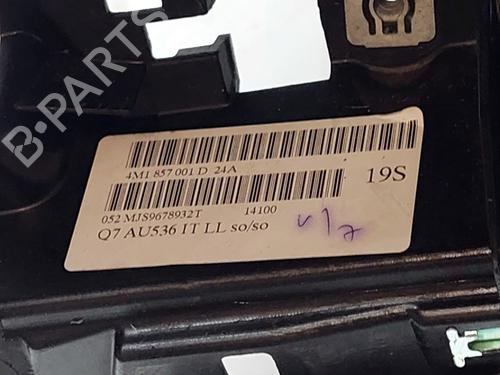 B-PARTS
4M1 857 001 D 24A
19S
052 MJS9678932T 14100
Q7 AU536 IT LL so/so